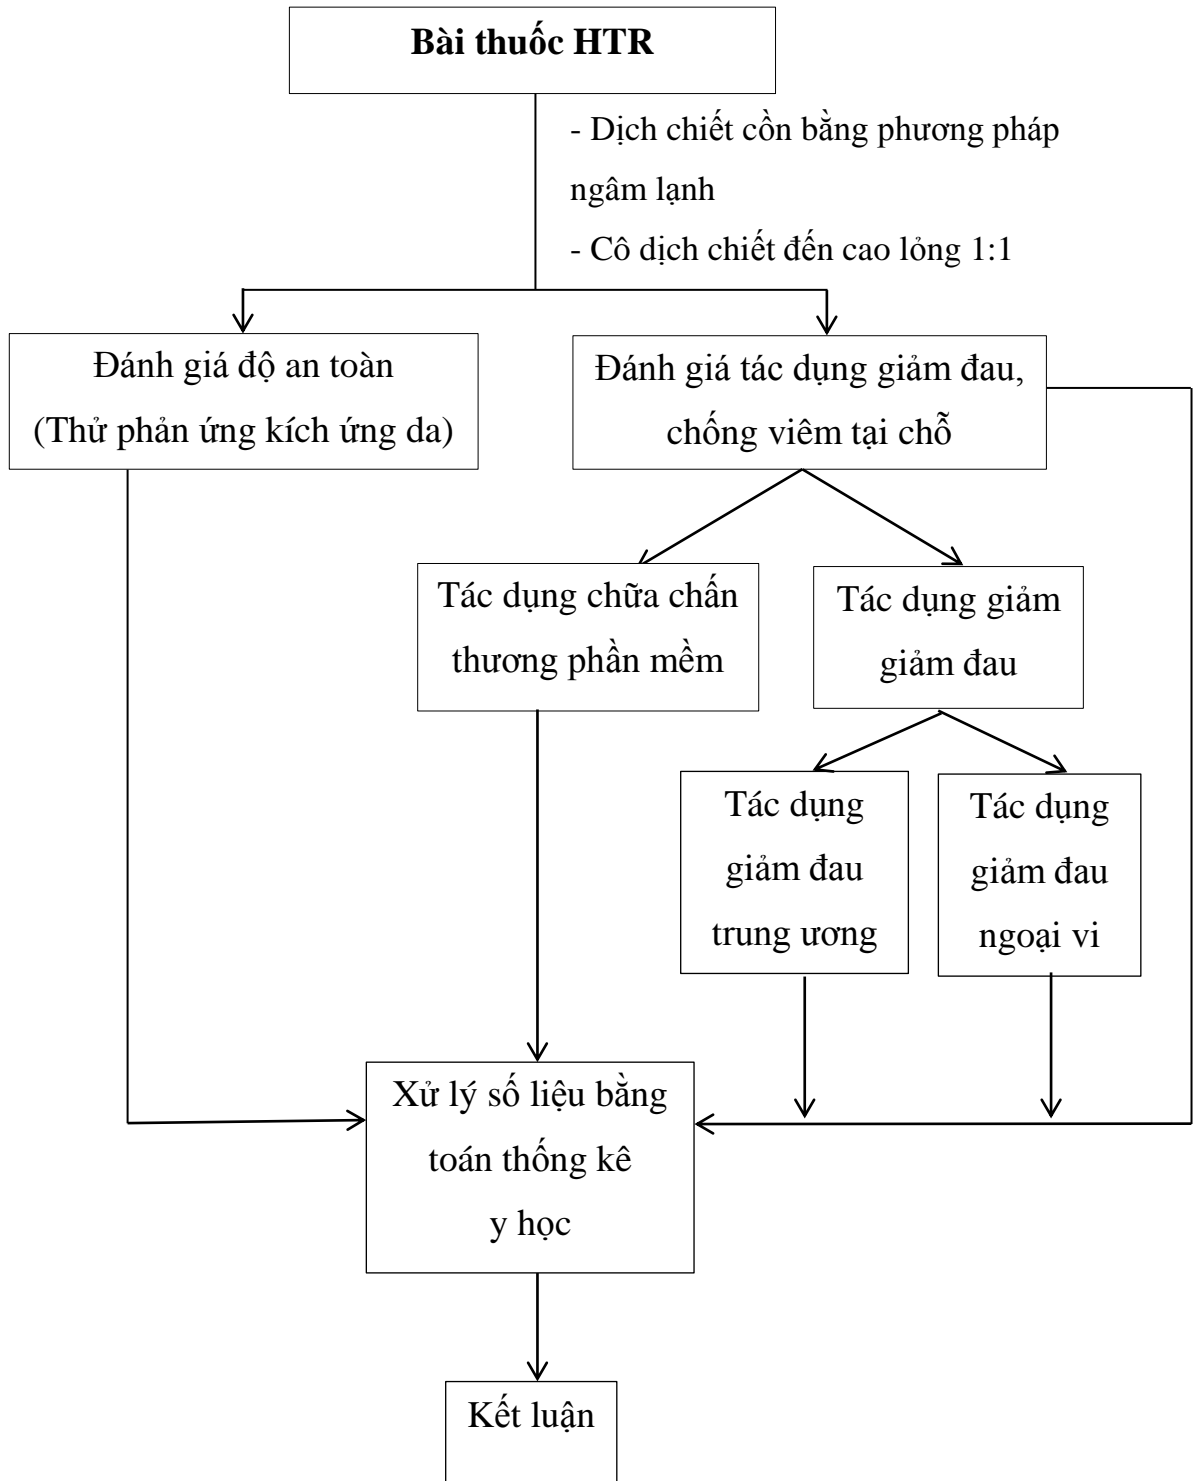 Bài thuốc HTR
- Dịch chiết cồn bằng phương pháp
ngâm lạnh
- Cô dịch chiết đến cao lỏng 1:1
Đánh giá độ an toàn
(Thử phản ứng kích ứng da)
Đánh giá tác dụng giảm đau,
chống viêm tại chỗ
Tác dụng chữa chấn
thương phần mềm
Tác dụng giảm
giảm đau
Tác dụng
giảm đau
trung ương
Tác dụng
giảm đau
ngoại vi
Xử lý số liệu bằng
toán thống kê
y học
Kết luận